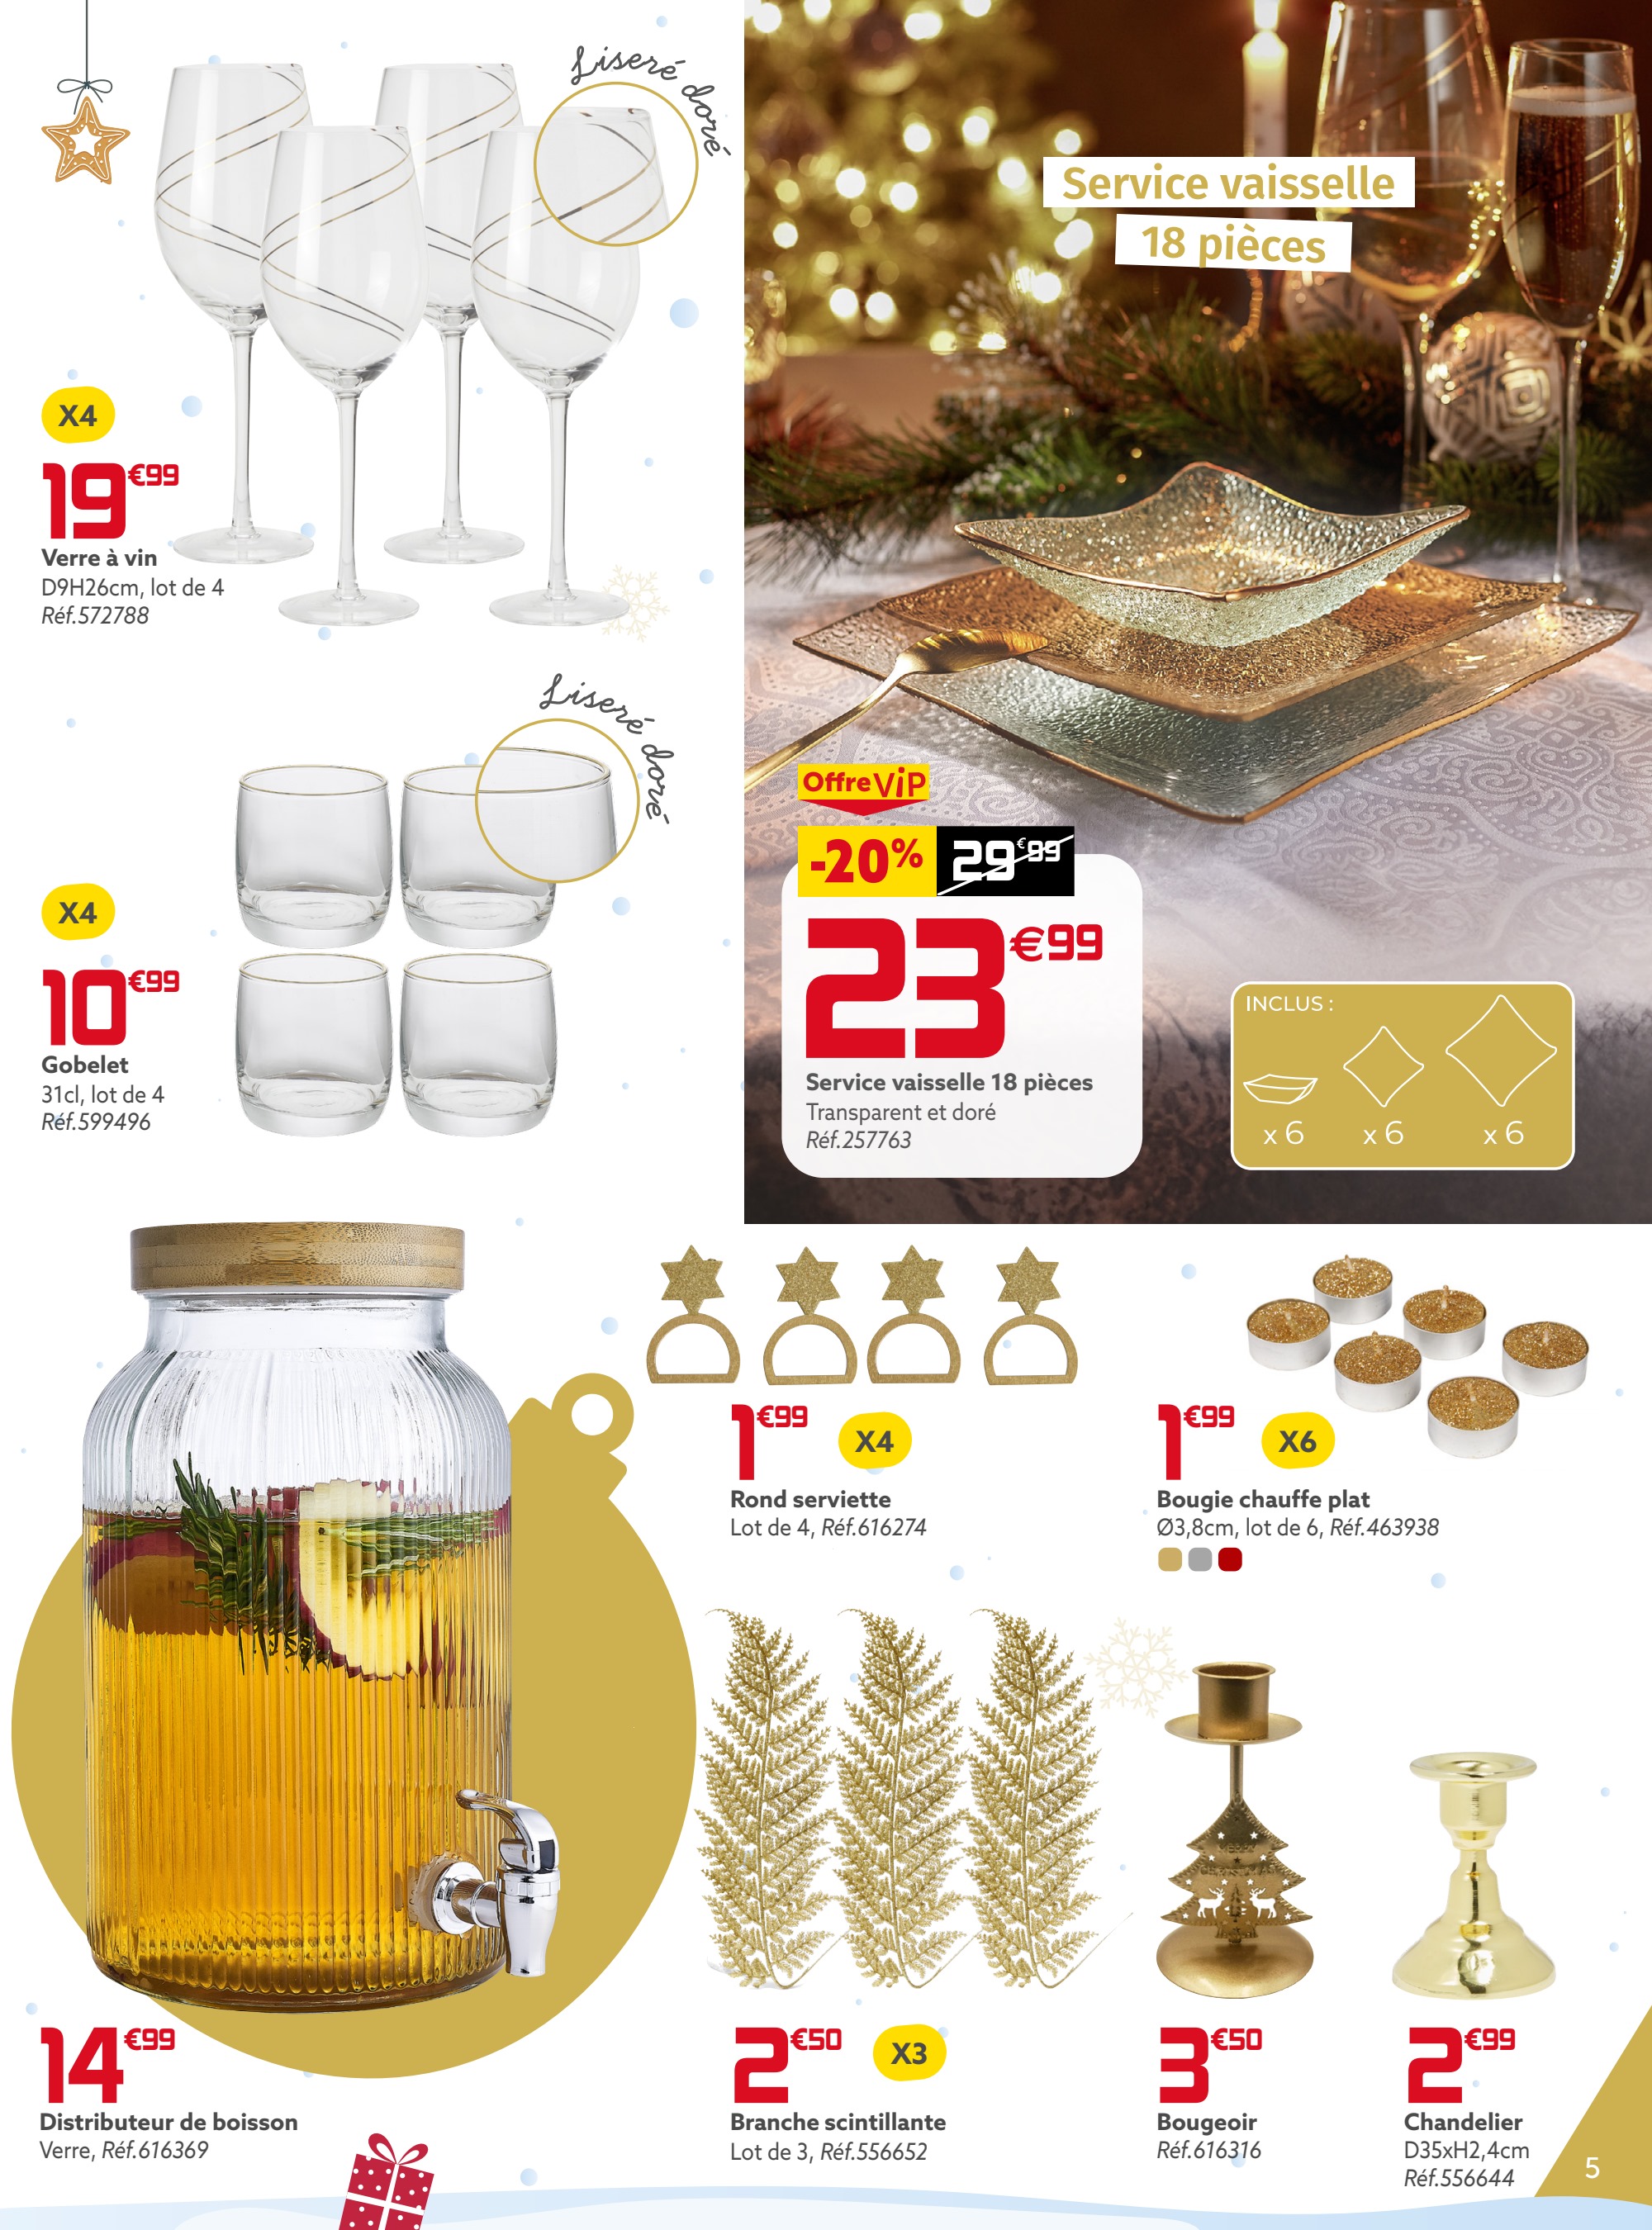 Liseré doré
X4
19€99
Verre à vin
D9H26cm, lot de 4
Réf.572788
Service vaisselle
18 pièces
Offre ViP
-20% 29€99
23€99
Service vaisselle 18 pièces
Transparent et doré
Réf.257763
INCLUS :
x 6 x 6 x 6
Liseré doré
X4
10€99
Gobelet
31cl, lot de 4
Réf.599496
1€99 X4
Rond serviette
Lot de 4, Réf.616274
1€99 X6
Bougie chauffe plat
Ø3,8cm, lot de 6, Réf.463938
14€99
Distributeur de boisson
Verre, Réf.616369
2€50 X3
Branche scintillante
Lot de 3, Réf.556652
3€50
Bougeoir
Réf.616316
2€99
Chandelier
D35xH2,4cm
Réf.556644
5